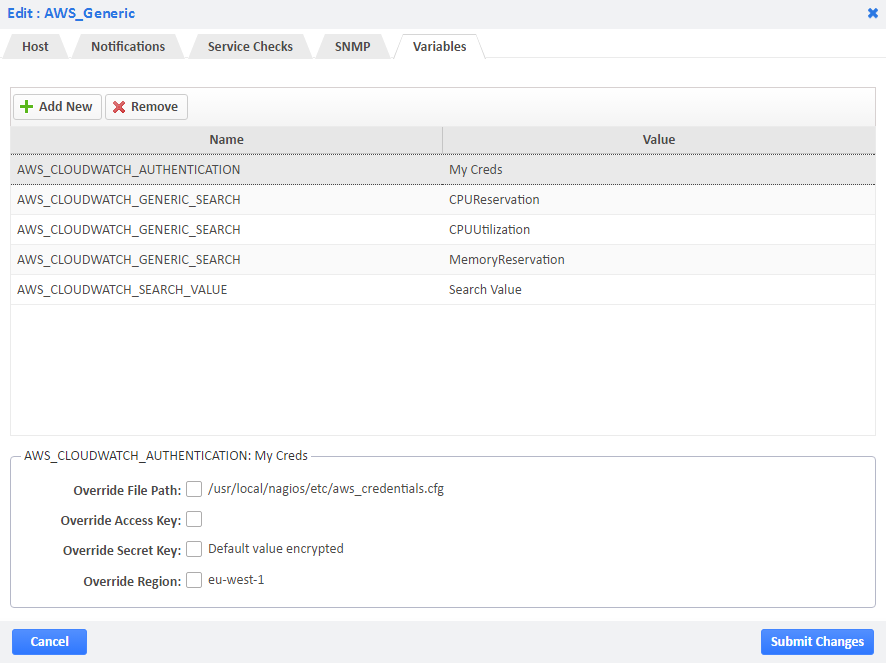 Edit : AWS_Generic
Host Notifications Service Checks SNMP Variables
Add New Remove
Name Value
AWS_CLOUDWATCH_AUTHENTICATION My Creds
AWS_CLOUDWATCH_GENERIC_SEARCH CPUReservation
AWS_CLOUDWATCH_GENERIC_SEARCH CPUUtilization
AWS_CLOUDWATCH_GENERIC_SEARCH MemoryReservation
AWS_CLOUDWATCH_SEARCH_VALUE Search Value
AWS_CLOUDWATCH_AUTHENTICATION: My Creds
Override File Path: /usr/local/nagios/etc/aws_credentials.cfg
Override Access Key:
Override Secret Key: Default value encrypted
Override Region: eu-west-1
Cancel Submit Changes